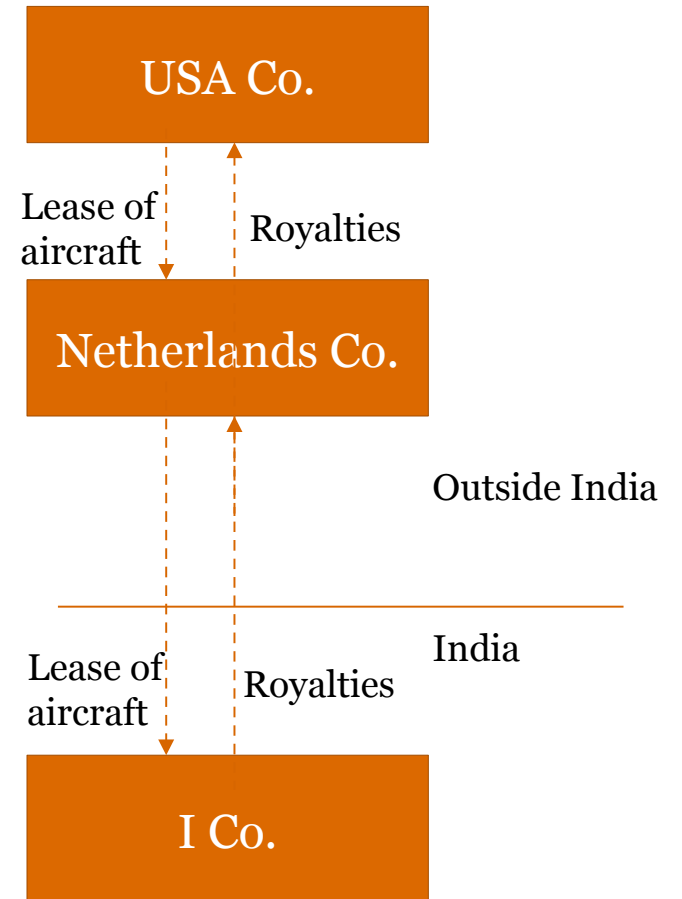 USA Co.
Lease of
aircraft
Royalties
Netherlands Co.
Outside India
India
Lease of
aircraft
Royalties
I Co.